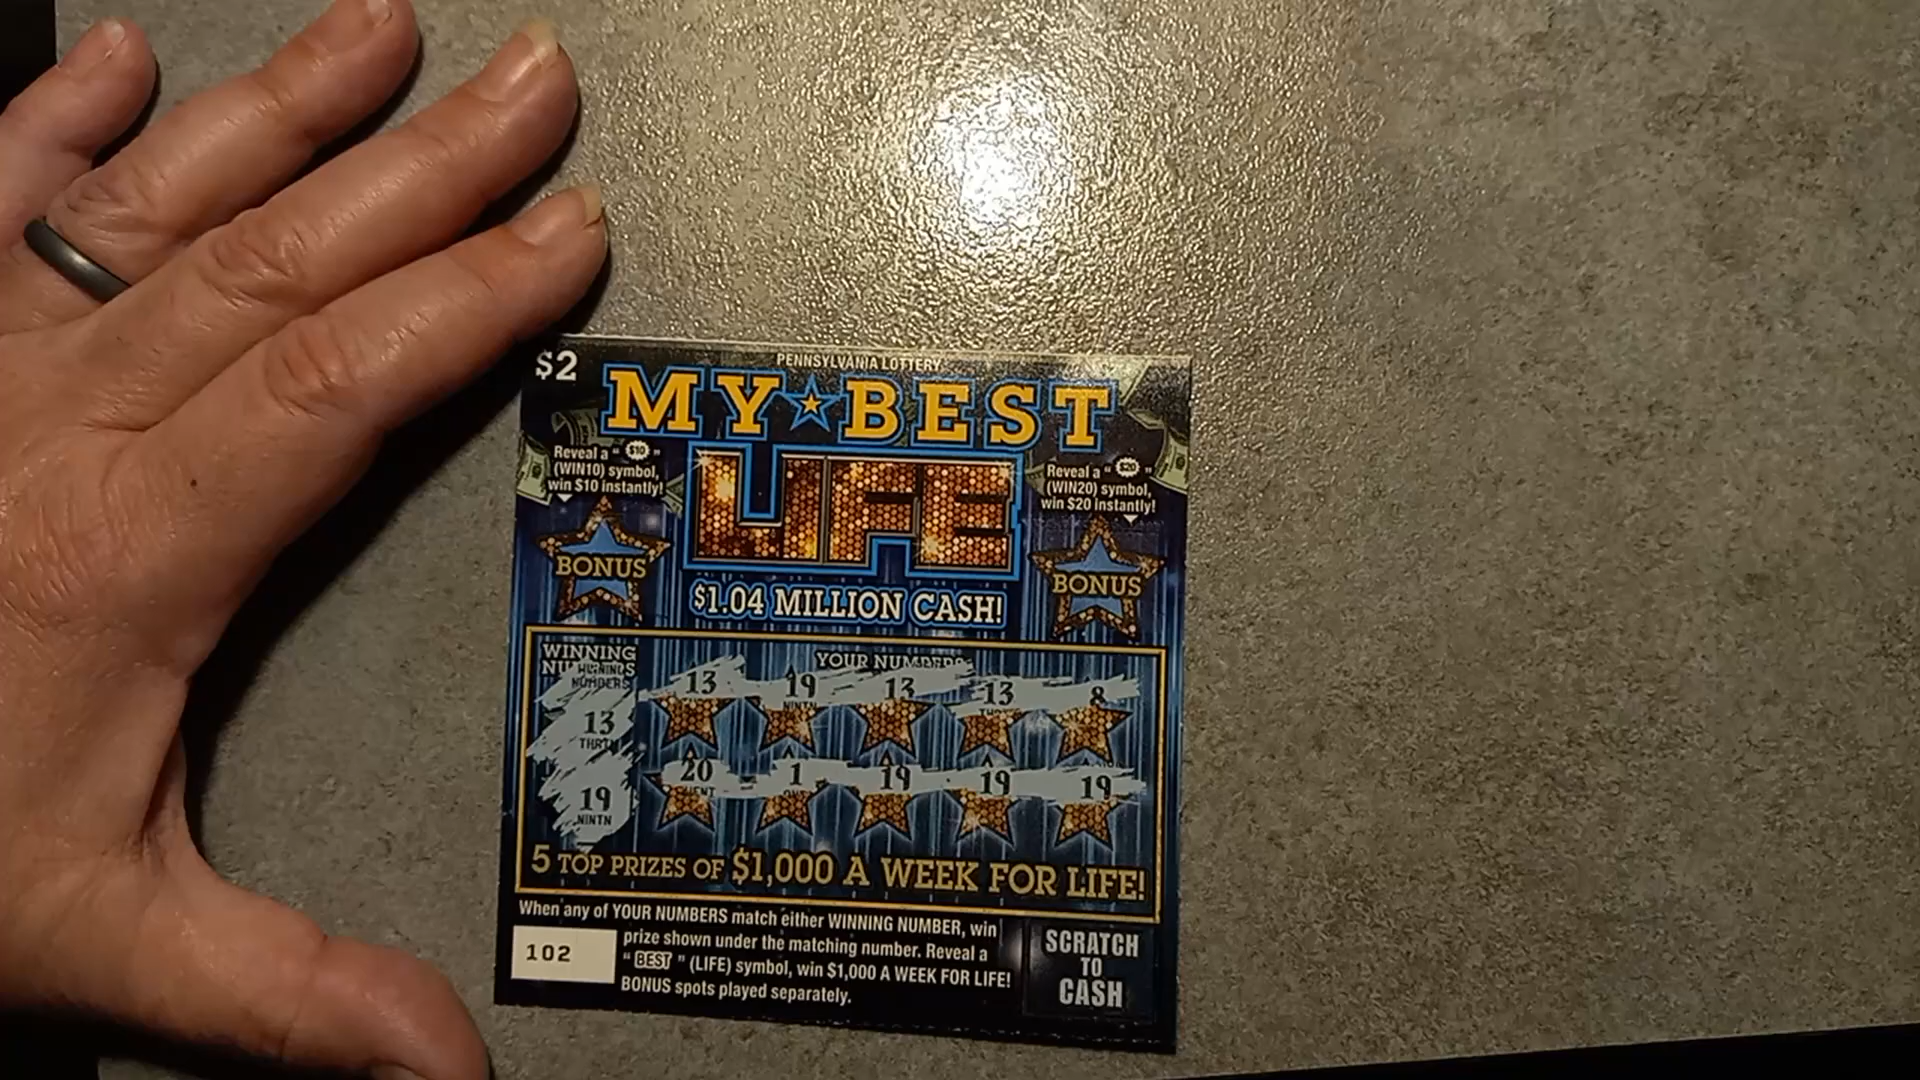 $2
PENNSYLVANIA LOTTERY
MY BEST
LIFE
$1.04 MILLION CASH!
Reveal a " $10 "
(WIN10) symbol,
win $10 instantly!
BONUS
Reveal a " $20 "
(WIN20) symbol,
win $20 instantly!
BONUS
WINNING
NUMBERS
13
THRTN
19
NINTN
YOUR NUMBERS
13 19 13 13 8
NINTN
20 1 19 19 19
5 TOP PRIZES OF $1,000 A WEEK FOR LIFE!
When any of YOUR NUMBERS match either WINNING NUMBER, win
prize shown under the matching number. Reveal a
" BEST " (LIFE) symbol, win $1,000 A WEEK FOR LIFE!
BONUS spots played separately.
102
SCRATCH
TO
CASH